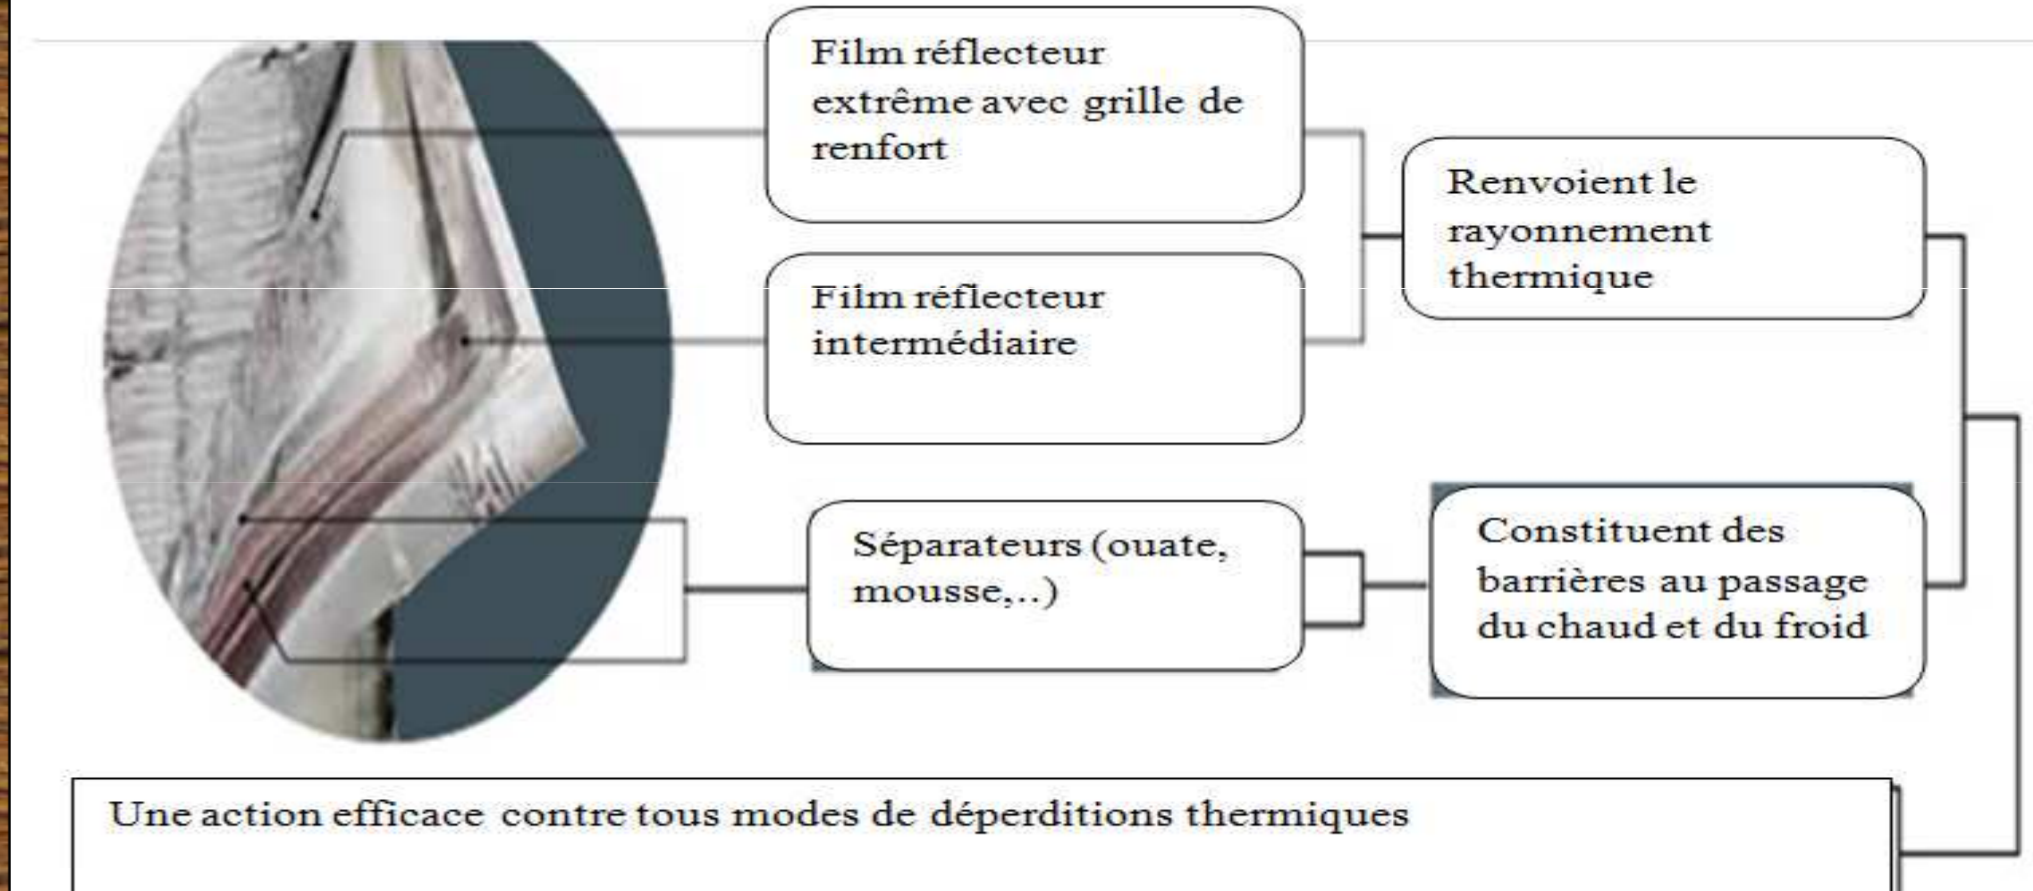 Film réflecteur
extrême avec grille de
renfort
Renvoient le
rayonnement
thermique
Film réflecteur
intermédiaire
Séparateurs (ouate,
mousse,..)
Constituent des
barrières au passage
du chaud et du froid
Une action efficace contre tous modes de déperditions thermiques